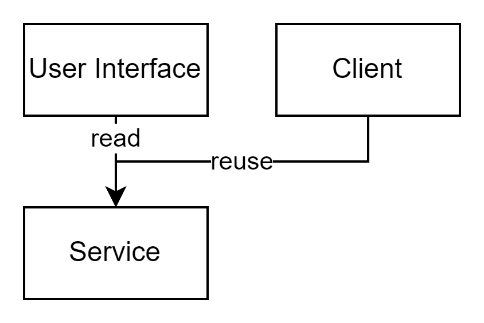 User Interface
Client
read
reuse
Service